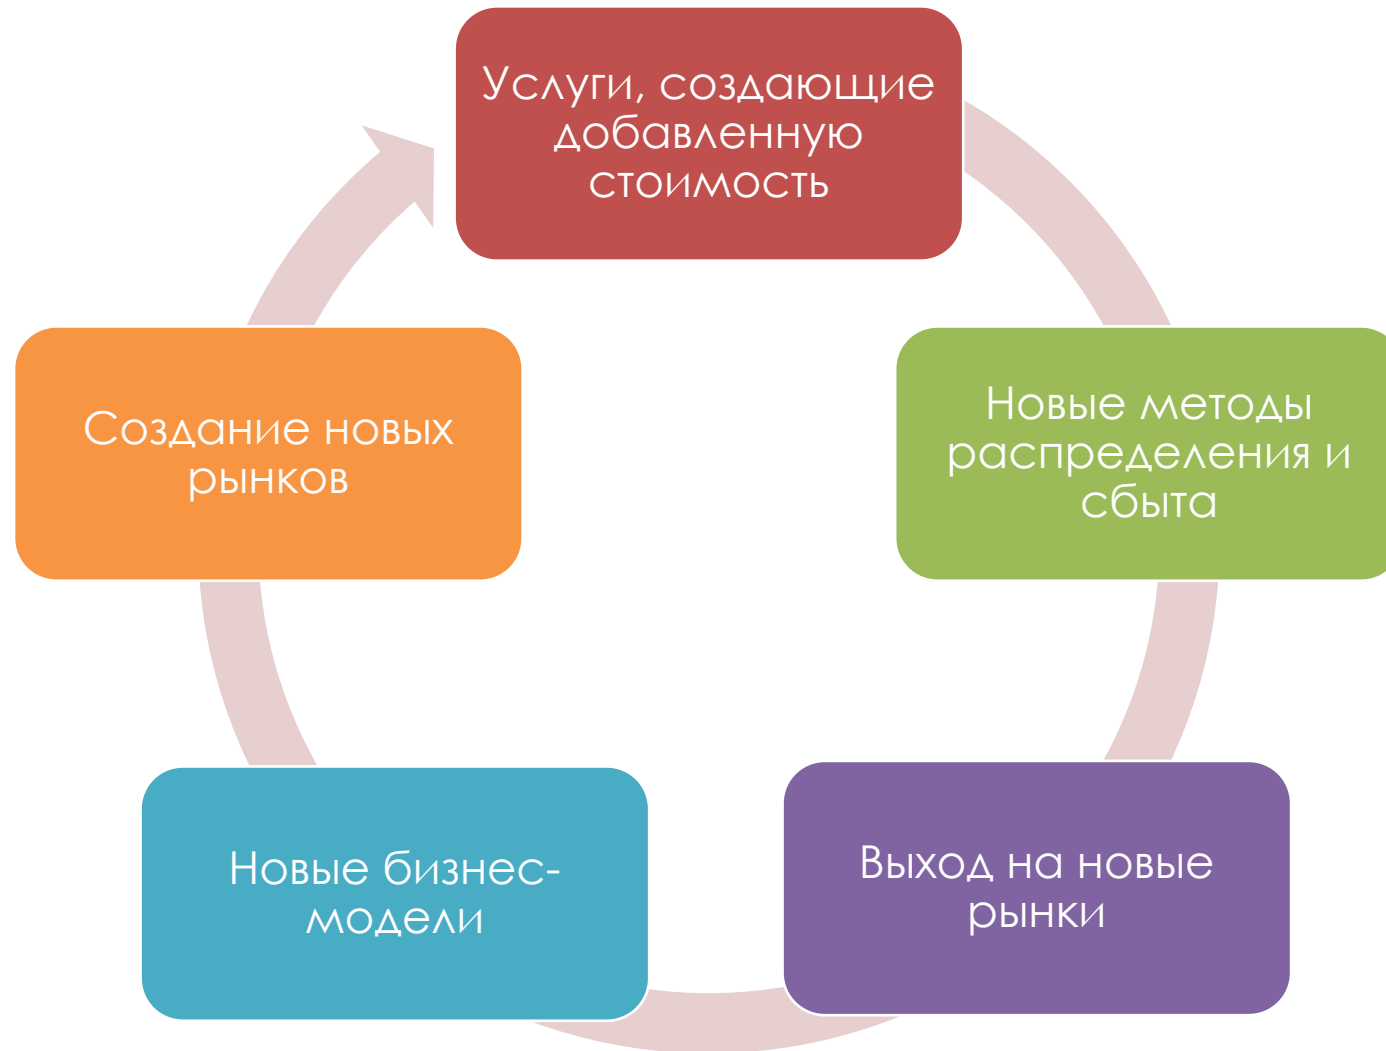 Услуги, создающие
добавленную
стоимость
Новые методы
распределения и
сбыта
Выход на новые
рынки
Новые бизнес-
модели
Создание новых
рынков